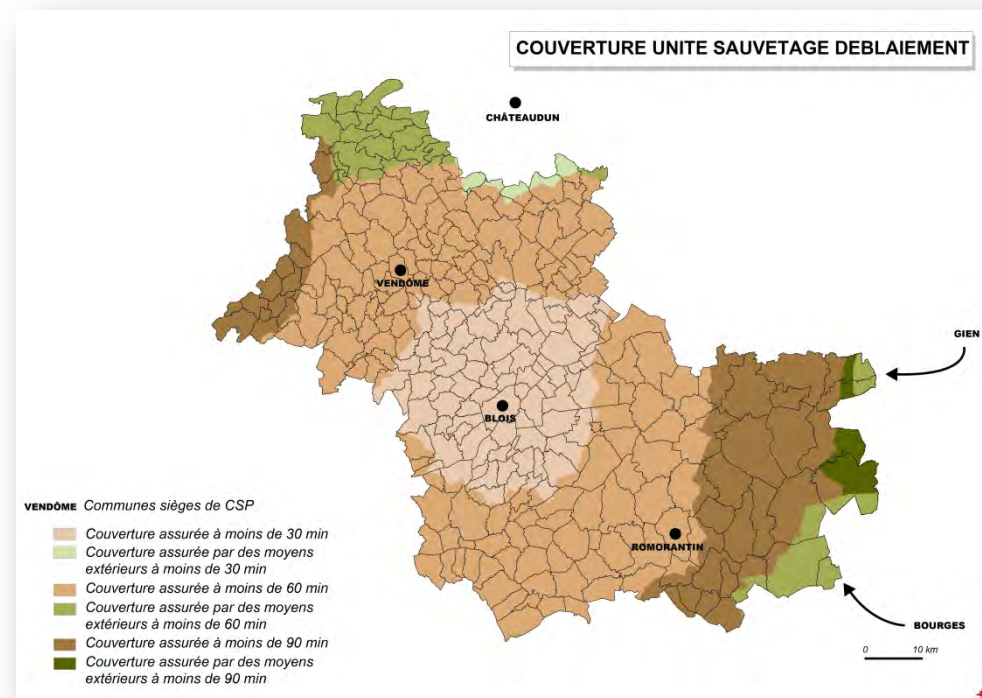 COUVERTURE UNITE SAUVETAGE DEBLAIEMENT
CHÂTEAUDUN
VENDÔME
GIEN
BLOIS
ROMORANTIN
BOURGES
0 10 km
VENDÔME Communes sièges de CSP
Couverture assurée à moins de 30 min
Couverture assurée par des moyens
extérieurs à moins de 30 min
Couverture assurée à moins de 60 min
Couverture assurée par des moyens
extérieurs à moins de 60 min
Couverture assurée à moins de 90 min
Couverture assurée par des moyens
extérieurs à moins de 90 min